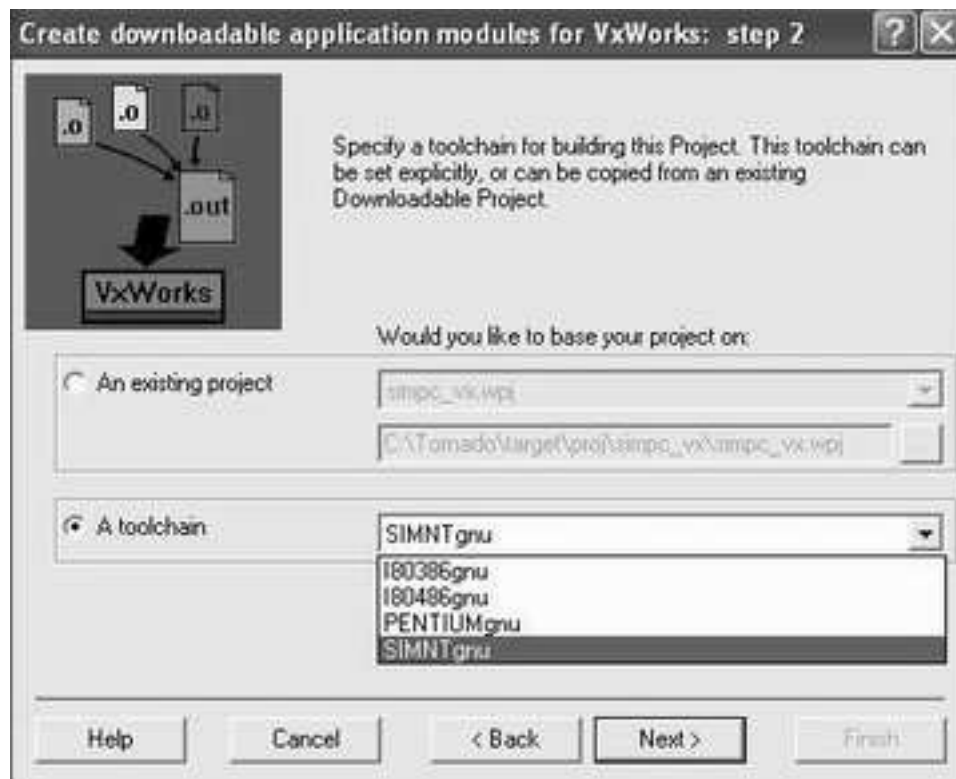 Create downloadable application modules for VxWorks: step 2
.o .o .o
.out
VxWorks
Specify a toolchain for building this Project. This toolchain can
be set explicitly, or can be copied from an existing
Downloadable Project.
Would you like to base your project on:
An existing project
simpc_vx.wpj
C:\Tornado\target\proj\simpc_vx\simpc_vx.wpj
...
A toolchain
SIMNTgnu
I80386gnu
I80486gnu
PENTIUMgnu
SIMNTgnu
Help Cancel < Back Next > Finish